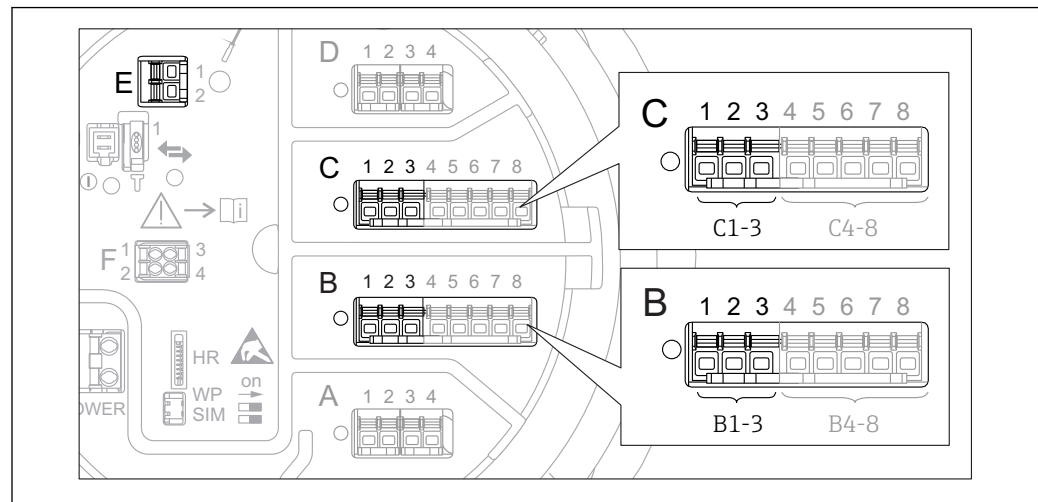 D 1 2 3 4
E 1
2
1
C 1 2 3 4 5 6 7 8
F 1 3
2 4
B 1 2 3 4 5 6 7 8
HR
WP on
SIM
OWER
A 1 2 3 4
C 1 2 3 4 5 6 7 8
C1-3 C4-8
B 1 2 3 4 5 6 7 8
B1-3 B4-8